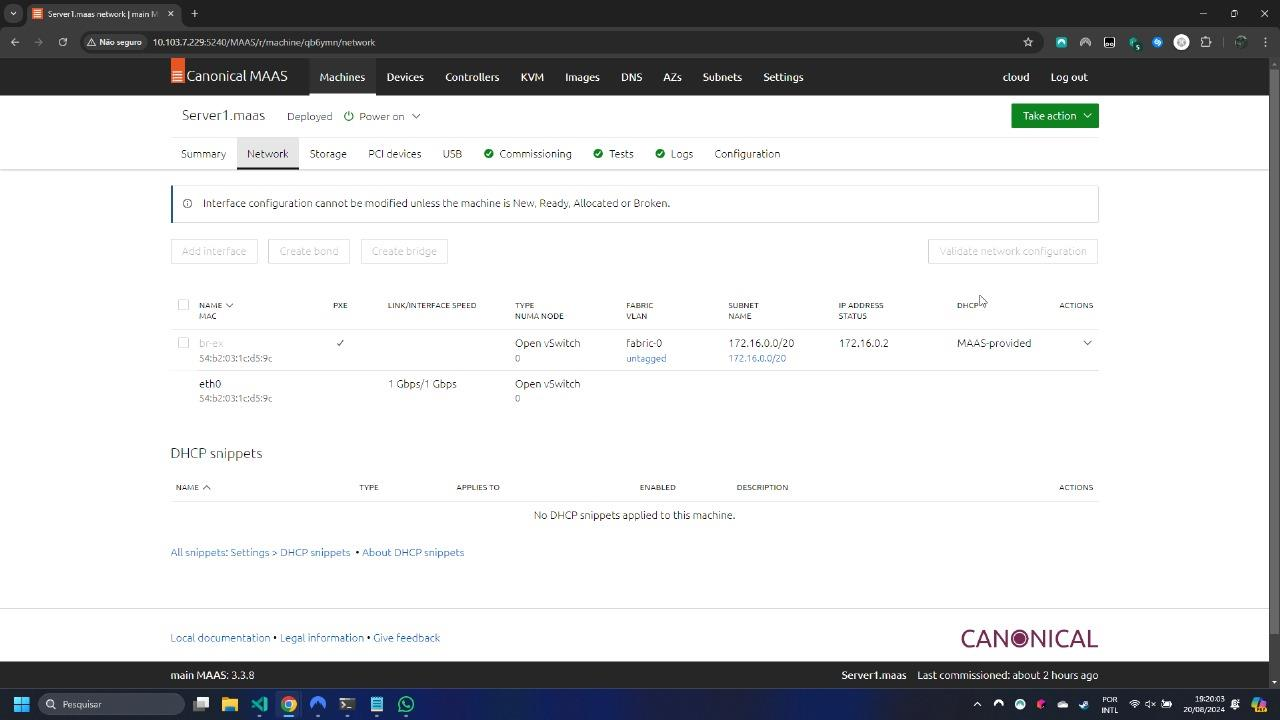 Server1.maas network | main M
Não seguro
10.103.7.229:5240/MAAS/r/machine/qb6ymn/network
Canonical MAAS
Machines
Devices
Controllers
KVM
Images
DNS
AZs
Subnets
Settings
cloud
Log out
Server1.maas
Deployed
Power on
Take action
Summary
Network
Storage
PCI devices
USB
Commissioning
Tests
Logs
Configuration
Interface configuration cannot be modified unless the machine is New, Ready, Allocated or Broken.
Add interface
Create bond
Create bridge
Validate network configuration
NAME
MAC
PXE
LINK/INTERFACE SPEED
TYPE
NUMA NODE
FABRIC
VLAN
SUBNET
NAME
IP ADDRESS
STATUS
DHCP
ACTIONS
br-ex
54:b2:03:1c:d5:9c
Open vSwitch
0
fabric-0
untagged
172.16.0.0/20
172.16.0.0/20
172.16.0.2
MAAS-provided
eth0
54:b2:03:1c:d5:9c
1 Gbps/1 Gbps
Open vSwitch
0
DHCP snippets
NAME
TYPE
APPLIES TO
ENABLED
DESCRIPTION
ACTIONS
No DHCP snippets applied to this machine.
All snippets: Settings > DHCP snippets • About DHCP snippets
Local documentation • Legal information • Give feedback
CANONICAL
main MAAS: 3.3.8
Server1.maas
Last commissioned: about 2 hours ago
Pesquisar
POR
INTL
19:20:03
20/08/2024